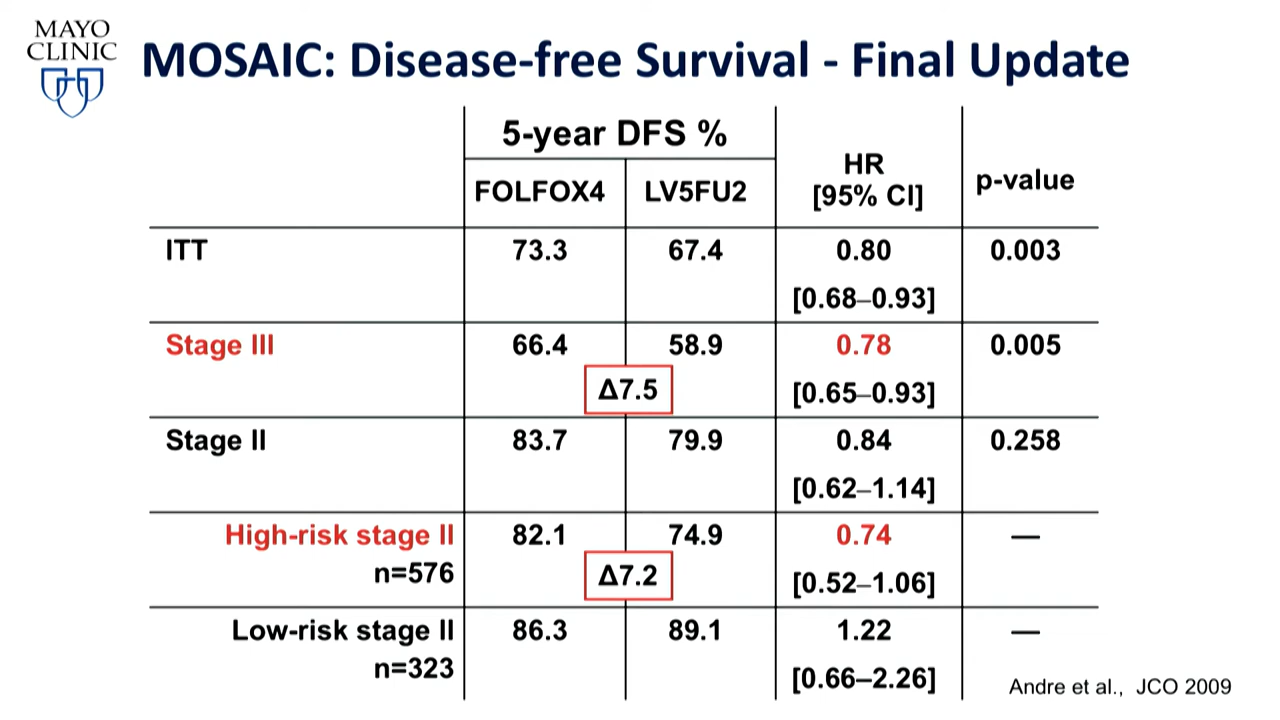 MAYO
CLINIC
MOSAIC: Disease-free Survival - Final Update
5-year DFS %
HR
[95% CI]
p-value
FOLFOX4 LV5FU2
ITT 73.3 67.4 0.80 0.003
[0.68–0.93]
Stage III 66.4 58.9 0.78 0.005
Δ7.5 [0.65–0.93]
Stage II 83.7 79.9 0.84 0.258
[0.62–1.14]
High-risk stage II 82.1 74.9 0.74 —
n=576 Δ7.2 [0.52–1.06]
Low-risk stage II 86.3 89.1 1.22 —
n=323 [0.66–2.26]
Andre et al., JCO 2009